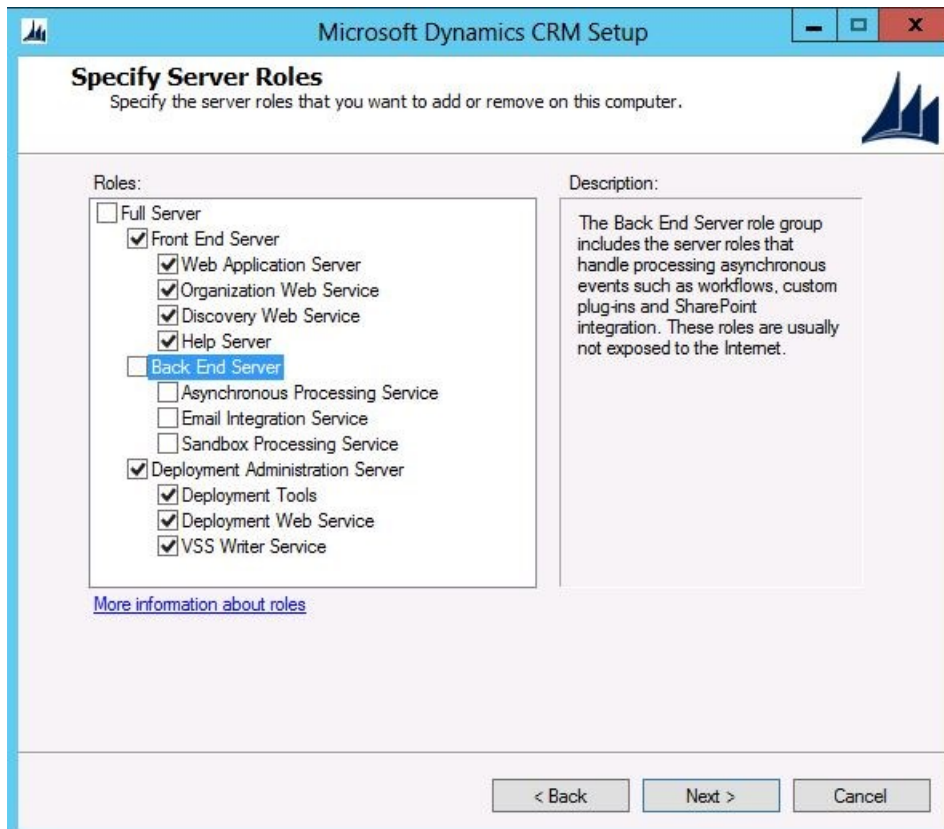 Microsoft Dynamics CRM Setup
Specify Server Roles
Specify the server roles that you want to add or remove on this computer.
Roles:
Full Server
Front End Server
Web Application Server
Organization Web Service
Discovery Web Service
Help Server
Back End Server
Asynchronous Processing Service
Email Integration Service
Sandbox Processing Service
Deployment Administration Server
Deployment Tools
Deployment Web Service
VSS Writer Service
More information about roles
Description:
The Back End Server role group
includes the server roles that
handle processing asynchronous
events such as workflows, custom
plug-ins and SharePoint
integration. These roles are usually
not exposed to the Internet.
< Back
Next >
Cancel